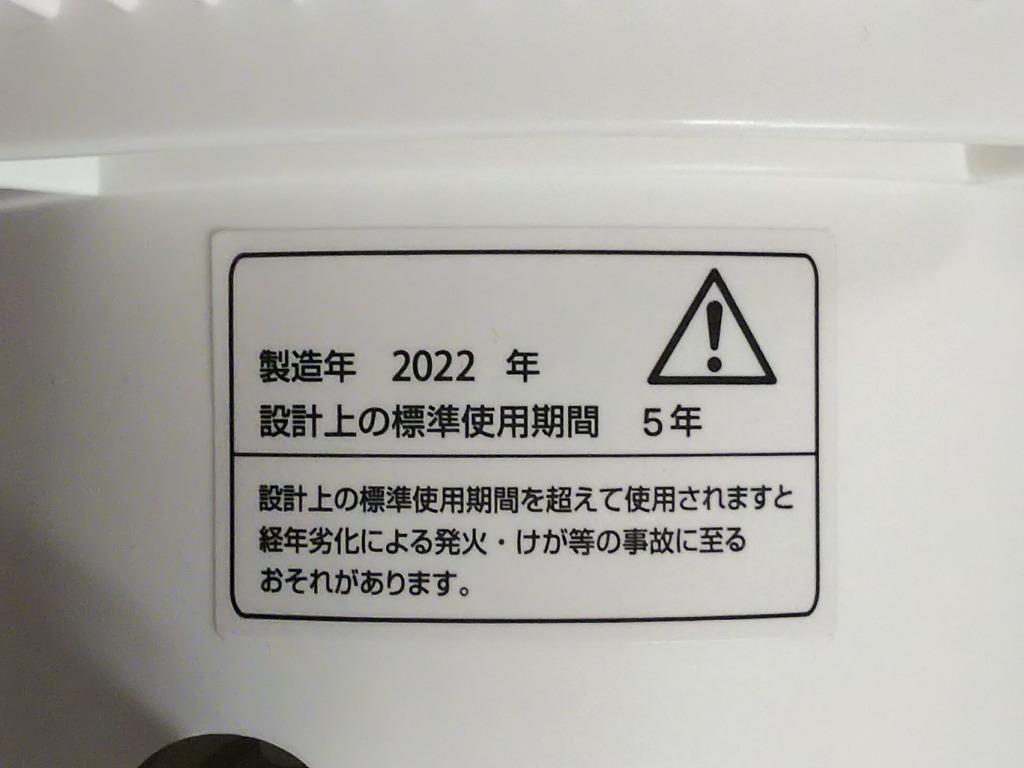 製造年 2022 年
設計上の標準使用期間 5年
設計上の標準使用期間を超えて使用されますと
経年劣化による発火・けが等の事故に至る
おそれがあります。